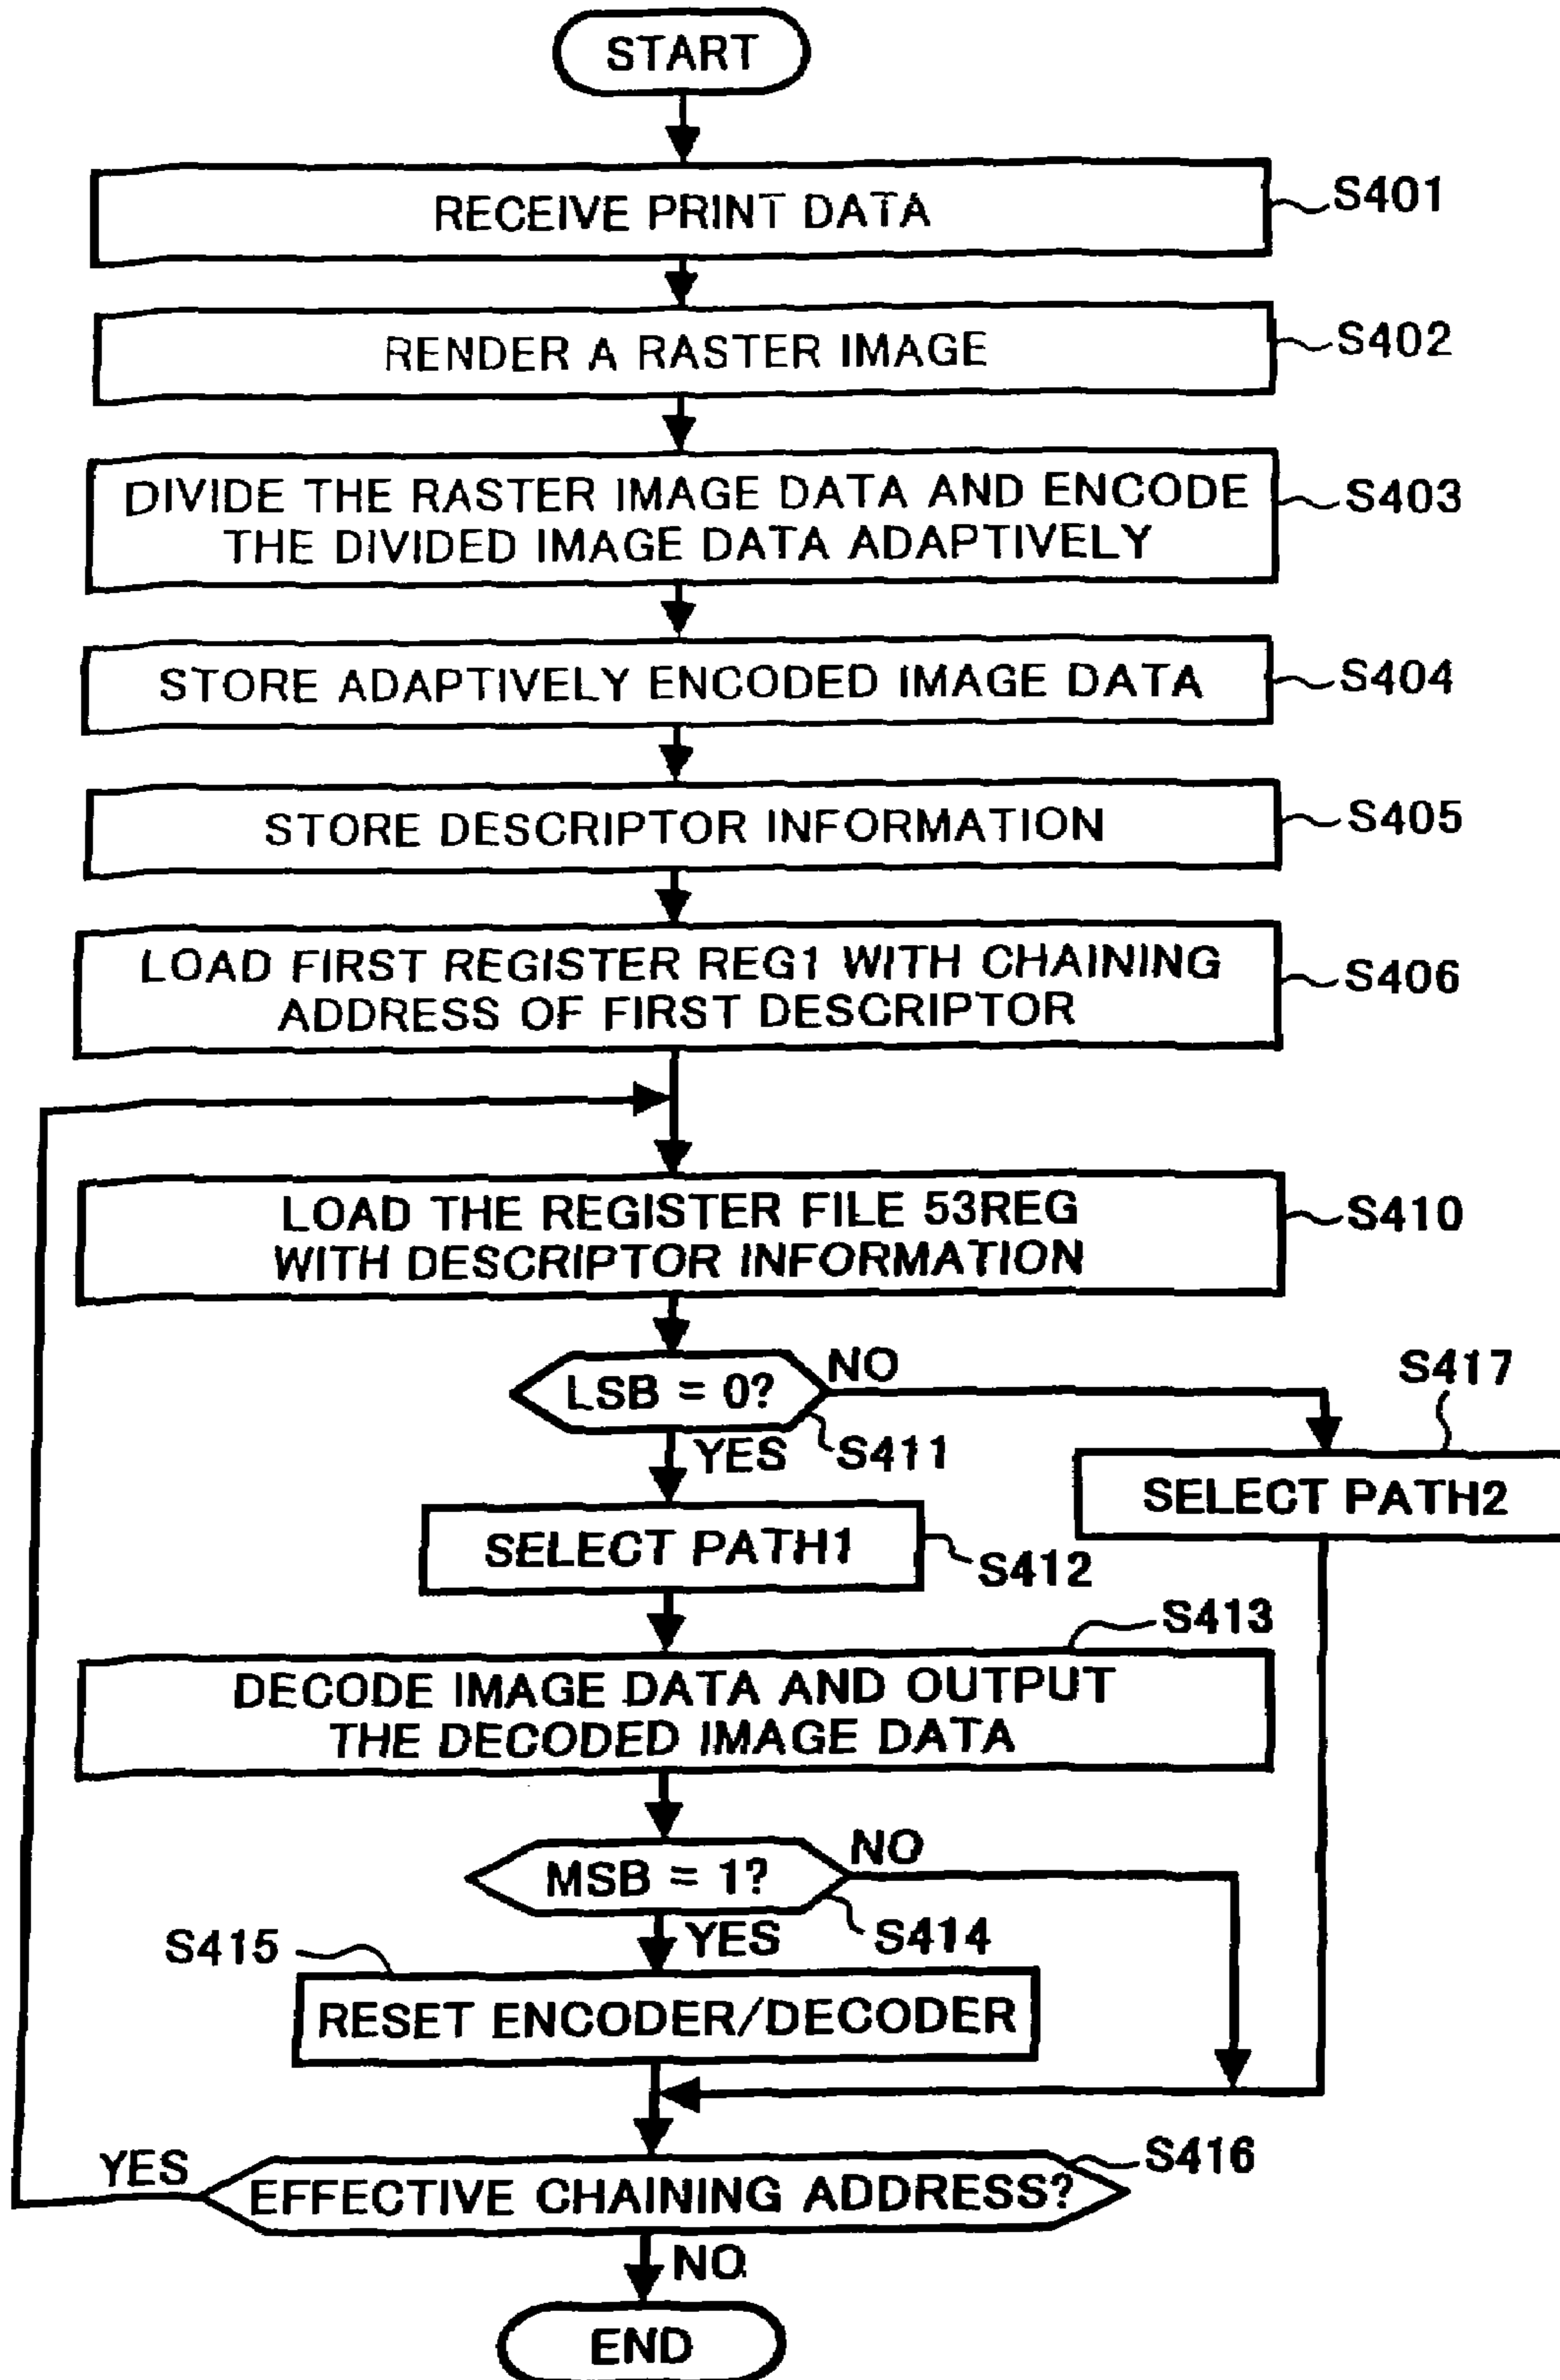 START
RECEIVE PRINT DATA
S401
RENDER A RASTER IMAGE
S402
DIVIDE THE RASTER IMAGE DATA AND ENCODE
THE DIVIDED IMAGE DATA ADAPTIVELY
S403
STORE ADAPTIVELY ENCODED IMAGE DATA
S404
STORE DESCRIPTOR INFORMATION
S405
LOAD FIRST REGISTER REG1 WITH CHAINING
ADDRESS OF FIRST DESCRIPTOR
S406
LOAD THE REGISTER FILE 53REG
WITH DESCRIPTOR INFORMATION
S410
LSB = 0?
NO
S417
YES
S411
SELECT PATH2
SELECT PATH1
S412
S413
DECODE IMAGE DATA AND OUTPUT
THE DECODED IMAGE DATA
MSB = 1?
NO
YES
S414
S415
RESET ENCODER/DECODER
S416
YES
EFFECTIVE CHAINING ADDRESS?
NO
END